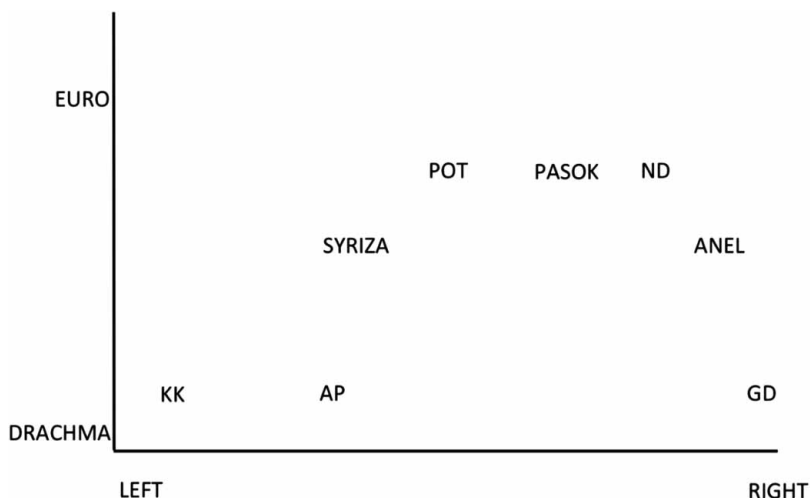 EURO
POT PASOK ND
SYRIZA ANEL
KK AP GD
DRACHMA
LEFT RIGHT